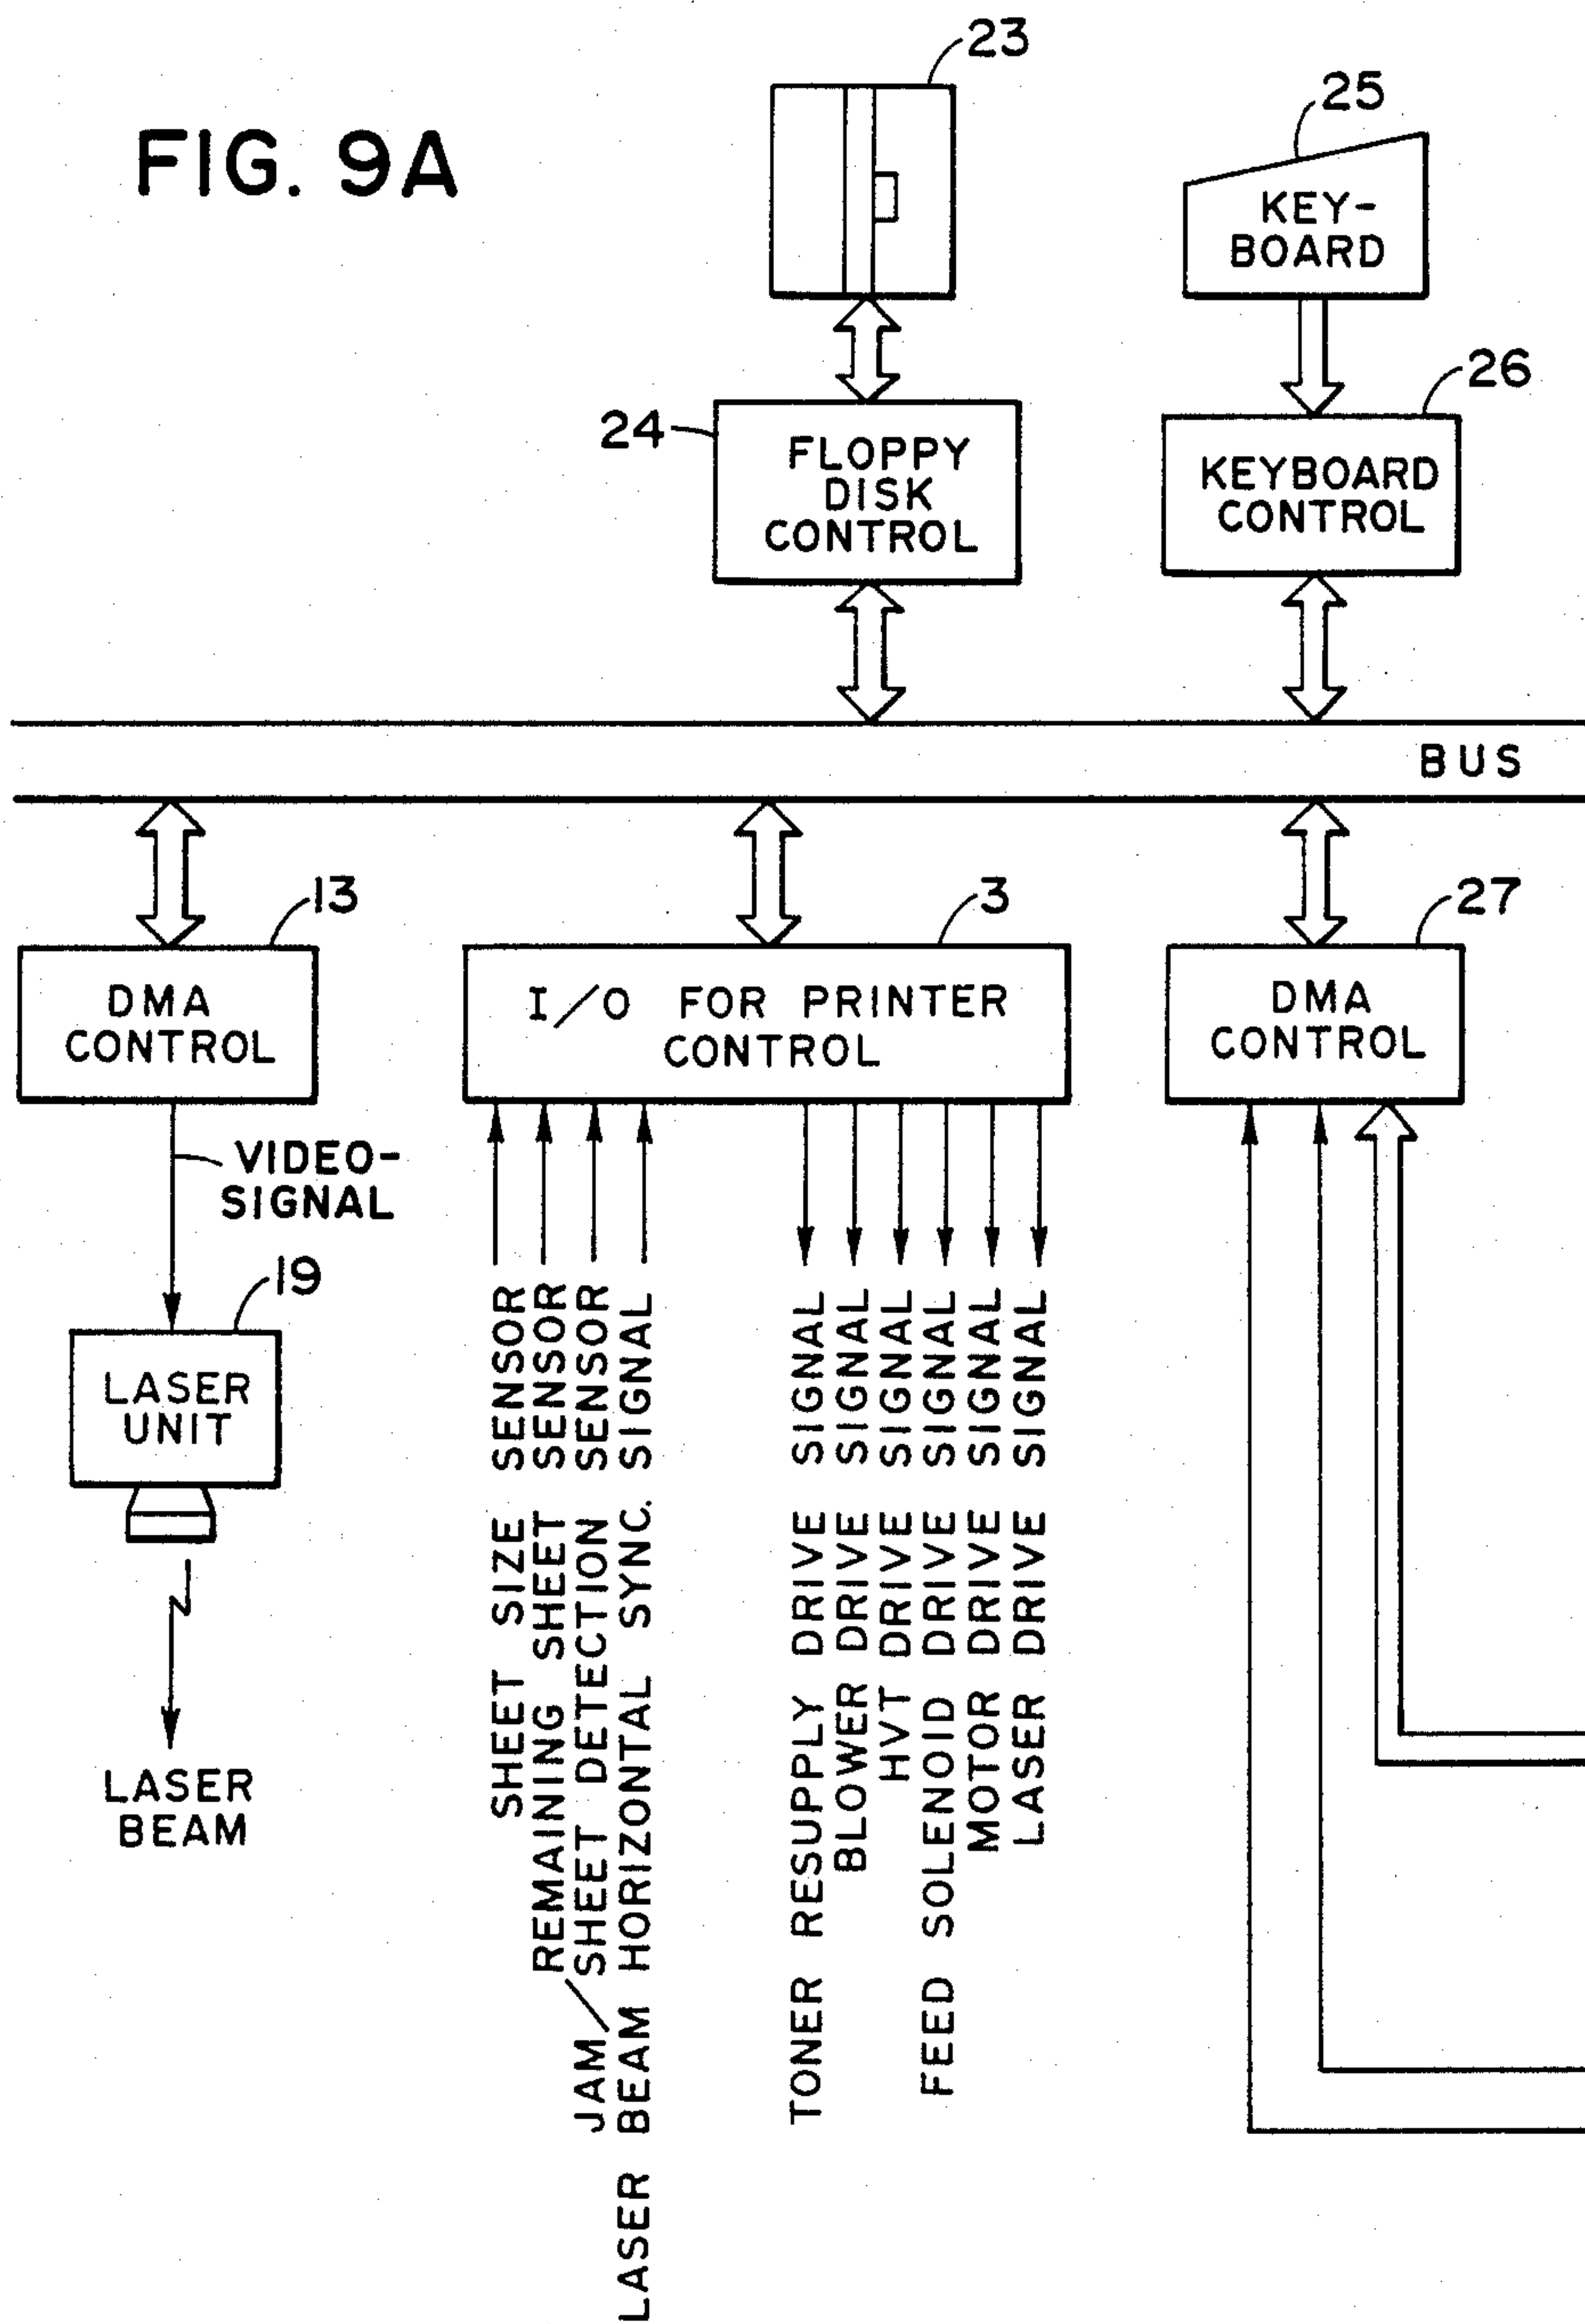 FIG. 9A
23
25
KEY-
BOARD
24
FLOPPY
DISK
CONTROL
26
KEYBOARD
CONTROL
BUS
13
DMA
CONTROL
3
I/O FOR PRINTER
CONTROL
27
DMA
CONTROL
VIDEO-
SIGNAL
19
LASER
UNIT
LASER
BEAM
SHEET SIZE SENSOR
REMAINING SHEET SENSOR
JAM/SHEET DETECTION SENSOR
LASER BEAM HORIZONTAL SYNC. SIGNAL
TONER RESUPPLY DRIVE SIGNAL
BLOWER DRIVE SIGNAL
HVT DRIVE SIGNAL
FEED SOLENOID DRIVE SIGNAL
MOTOR DRIVE SIGNAL
LASER DRIVE SIGNAL